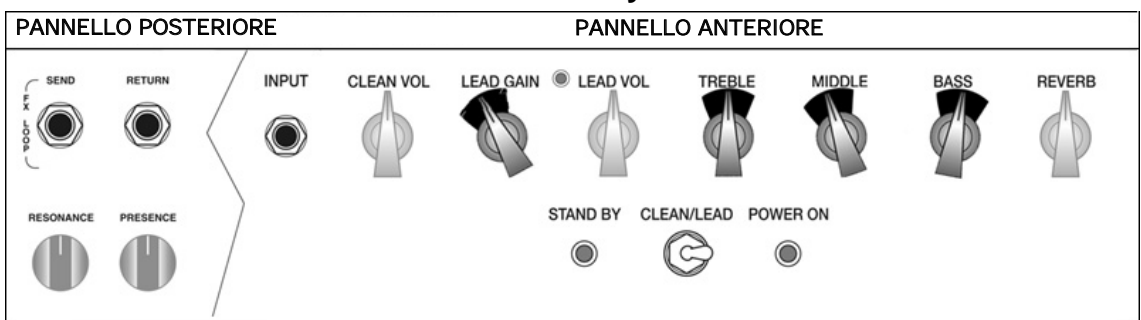 PANNELLO POSTERIORE
PANNELLO ANTERIORE
SEND
RETURN
FX LOOP
INPUT
CLEAN VOL
LEAD GAIN
LEAD VOL
TREBLE
MIDDLE
BASS
REVERB
RESONANCE
PRESENCE
STAND BY
CLEAN/LEAD
POWER ON